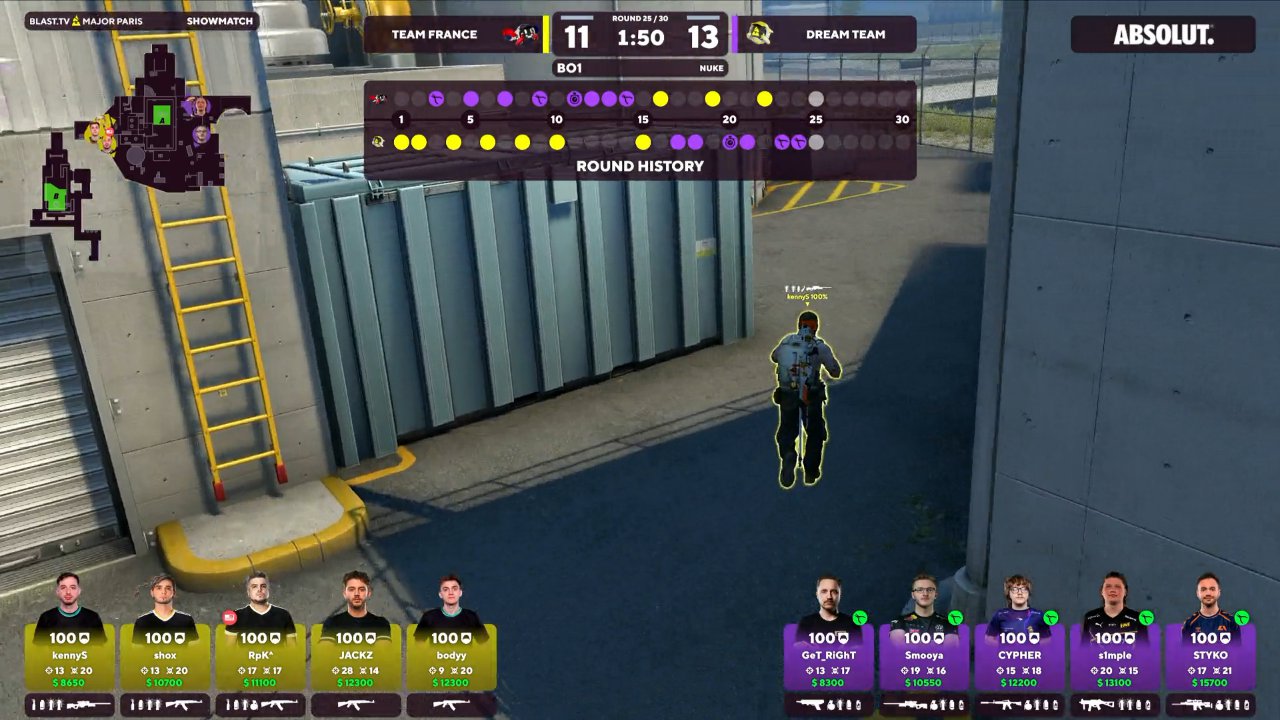 BLAST.TV MAJOR PARIS SHOWMATCH
TEAM FRANCE
11
ROUND 25 / 30
1:50
13
DREAM TEAM
BO1 NUKE
ABSOLUT.
1 5 10 15 20 25 30
ROUND HISTORY
A
B
kennyS 100%
100 100 100 100 100
kennyS shox RpK^ JACKZ bodyy
13 20 13 20 17 17 28 14 9 20
$8650 $10700 $11100 $12300 $12300
100 100 100 100 100
GeT_RiGhT Smooya CYPHER s1mple STYKO
13 17 19 16 15 18 20 15 17 21
$8300 $10550 $12200 $13100 $15700